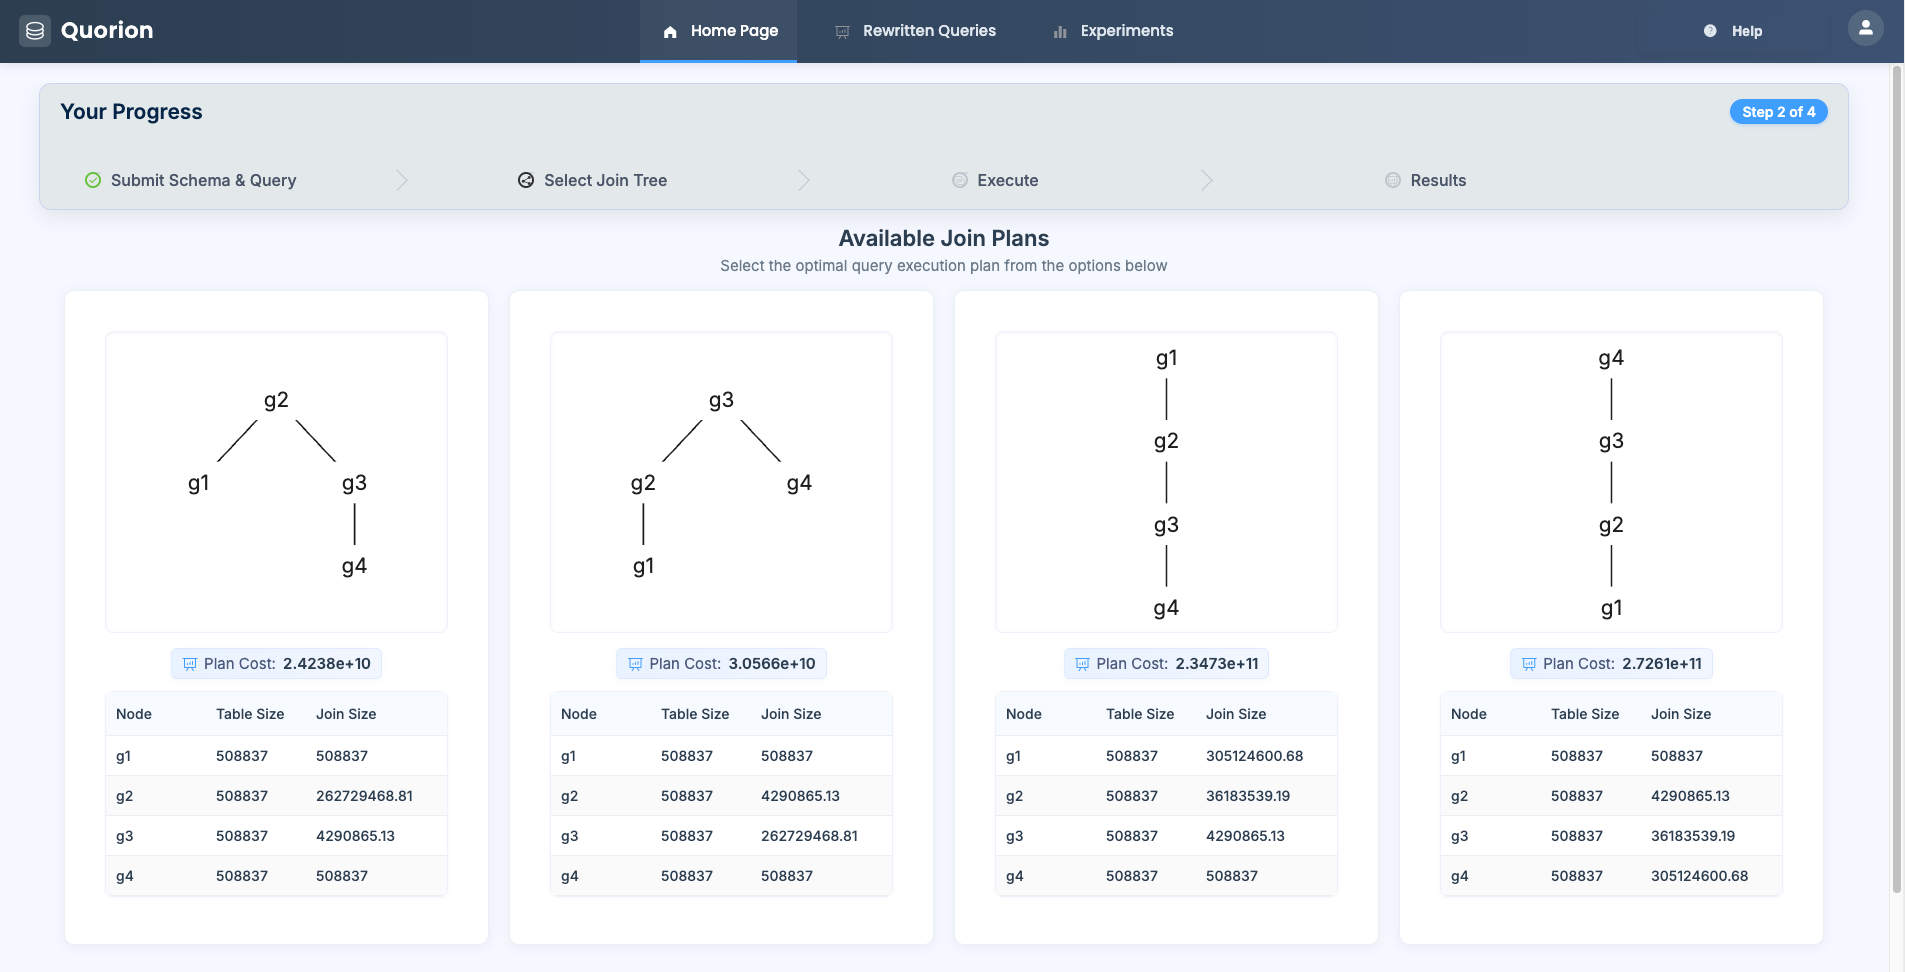 Quorion
Home Page
Rewritten Queries
Experiments
Help
Your Progress
Step 2 of 4
Submit Schema & Query
Select Join Tree
Execute
Results
Available Join Plans
Select the optimal query execution plan from the options below
g2
g1 g3
g4
Plan Cost: 2.4238e+10
Node Table Size Join Size
g1 508837 508837
g2 508837 262729468.81
g3 508837 4290865.13
g4 508837 508837
g3
g2 g4
g1
Plan Cost: 3.0566e+10
Node Table Size Join Size
g1 508837 508837
g2 508837 4290865.13
g3 508837 262729468.81
g4 508837 508837
g1
g2
g3
g4
Plan Cost: 2.3473e+11
Node Table Size Join Size
g1 508837 305124600.68
g2 508837 36183539.19
g3 508837 4290865.13
g4 508837 508837
g4
g3
g2
g1
Plan Cost: 2.7261e+11
Node Table Size Join Size
g1 508837 508837
g2 508837 4290865.13
g3 508837 36183539.19
g4 508837 305124600.68